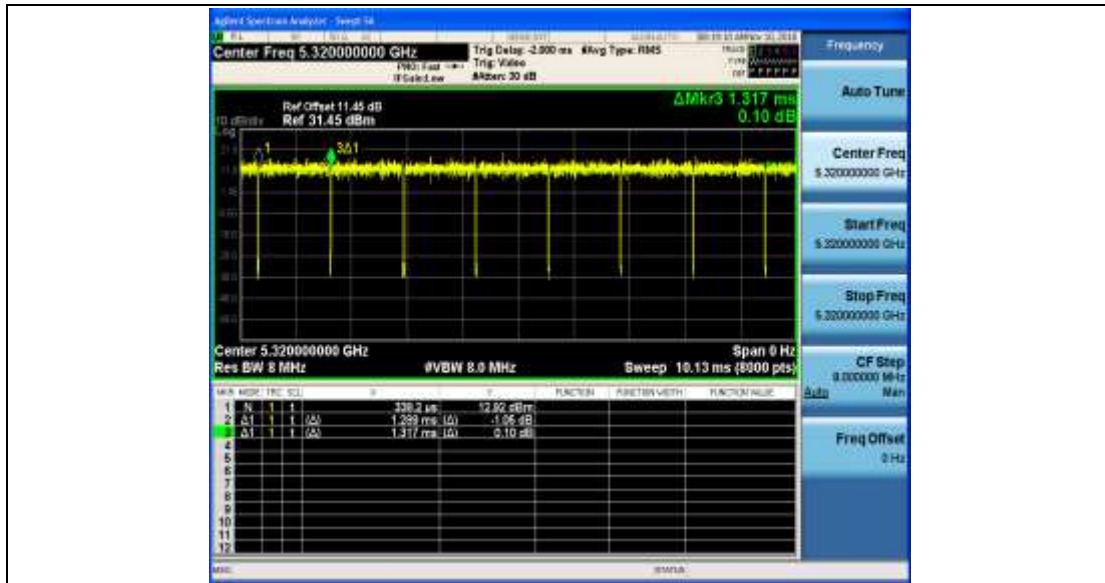 Agilent Spectrum Analyzer - Swept SA
Center Freq 5.320000000 GHz
PNO: Fast
IFGain:Low
Trig Delay: -2.000 ms
Trig: Video
#Atten: 30 dB
#Avg Type: RMS
ΔMkr3 1.317 ms
0.10 dB
Ref Offset 11.45 dB
Ref 31.45 dBm
10 dB/div
Log
1
3Δ1
Center 5.320000000 GHz
Span 0 Hz
Res BW 8 MHz
#VBW 8.0 MHz
Sweep 10.13 ms (8000 pts)
MKR MODE TRC SCL X Y FUNCTION FUNCTION WIDTH FUNCTION VALUE
1 N 1 t 338.2 µs 12.92 dBm
2 Δ1 1 t (Δ) 1.289 ms (Δ) -1.06 dB
3 Δ1 1 t (Δ) 1.317 ms (Δ) 0.10 dB
4
5
6
7
8
9
10
11
12
MSG
STATUS
Frequency
Auto Tune
Center Freq
5.320000000 GHz
Start Freq
5.320000000 GHz
Stop Freq
5.320000000 GHz
CF Step
8.000000 MHz
Auto Man
Freq Offset
0 Hz